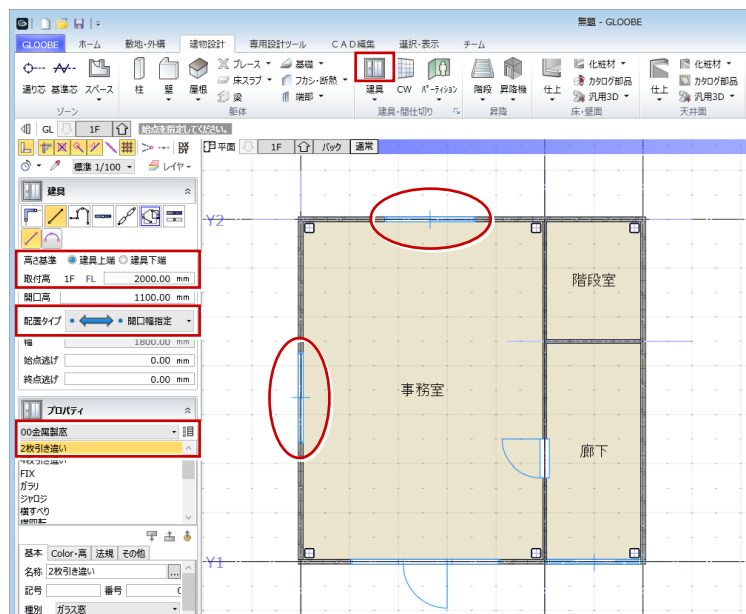 無題 - GLOOBE
GLOOBE ホーム 敷地・外構 建物設計 専用設計ツール CAD編集 選択・表示 チーム
通り芯 基準芯 スペース 柱 壁 屋根 ブレース 基礎 床スラブ フカシ・断熱 梁 端部 建具 CW パーティション 階段 昇降機 仕上 化粧材 カタログ部品 汎用3D 仕上 化粧材 カタログ部品 汎用3D
ゾーン 躯体 建具・間仕切り 昇降 床・壁面 天井面
GL 1F 始点を指定してください。
平面 1F バック 通常
標準 1/100 レイヤ
建具
高さ基準 建具上端 建具下端
取付高 1F FL 2000.00 mm
開口高 1100.00 mm
配置タイプ 開口幅指定
幅 1800.00 mm
始点逃げ 0.00 mm
終点逃げ 0.00 mm
プロパティ
00金属製窓
2枚引き違い
4枚引き違い
FIX
ガラリ
ジャロジ
横すべり
横回転
基本 Color・高 法規 その他
名称 2枚引き違い ...
記号 番号 0
種別 ガラス窓
Y2
階段室
事務室
廊下
Y1